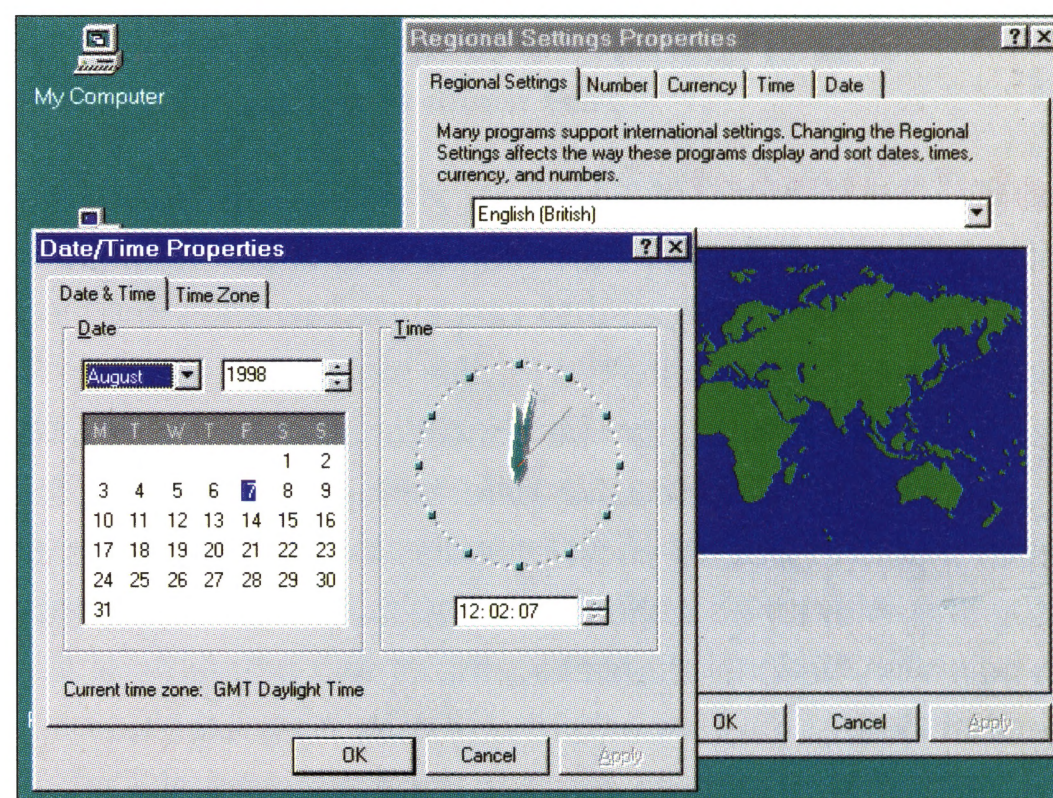 My Computer
Regional Settings Properties
Regional Settings Number Currency Time Date
Many programs support international settings. Changing the Regional
Settings affects the way these programs display and sort dates, times,
currency, and numbers.
English (British)
Date/Time Properties
Date & Time Time Zone
Date
August 1998
M T W T F S S
1 2
3 4 5 6 7 8 9
10 11 12 13 14 15 16
17 18 19 20 21 22 23
24 25 26 27 28 29 30
31
Time
12:02:07
Current time zone: GMT Daylight Time
OK Cancel Apply
OK Cancel Apply